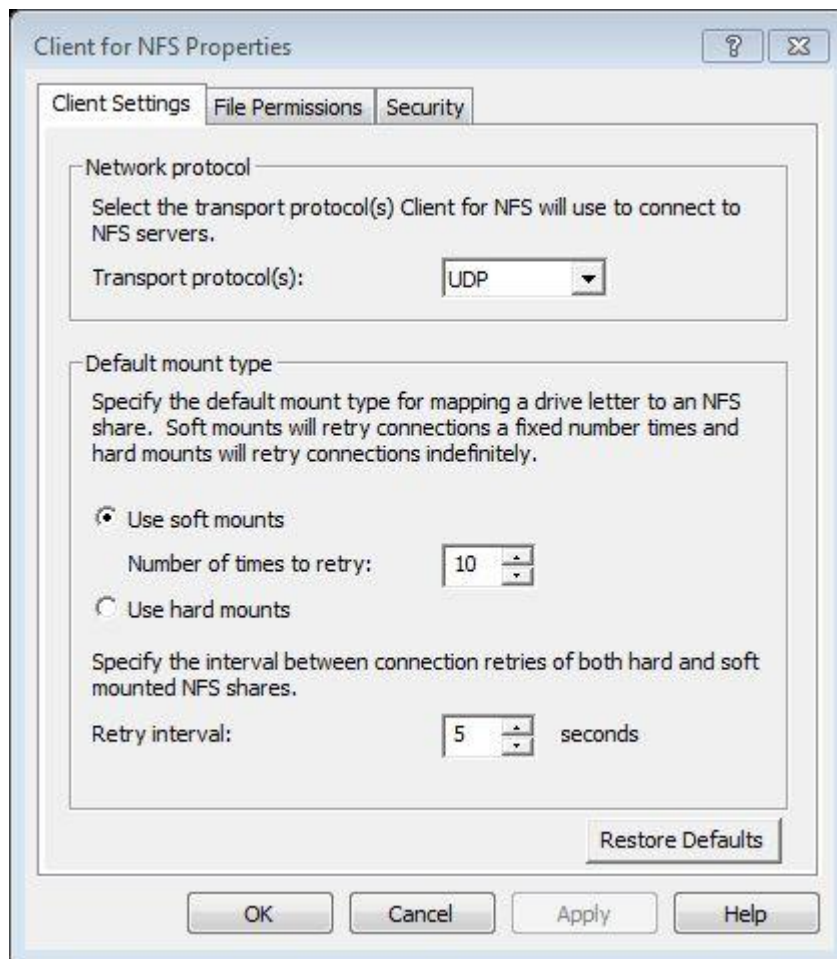 Client for NFS Properties
Client Settings File Permissions Security
Network protocol
Select the transport protocol(s) Client for NFS will use to connect to
NFS servers.
Transport protocol(s): UDP
Default mount type
Specify the default mount type for mapping a drive letter to an NFS
share. Soft mounts will retry connections a fixed number times and
hard mounts will retry connections indefinitely.
Use soft mounts
Number of times to retry: 10
Use hard mounts
Specify the interval between connection retries of both hard and soft
mounted NFS shares.
Retry interval: 5 seconds
Restore Defaults
OK Cancel Apply Help